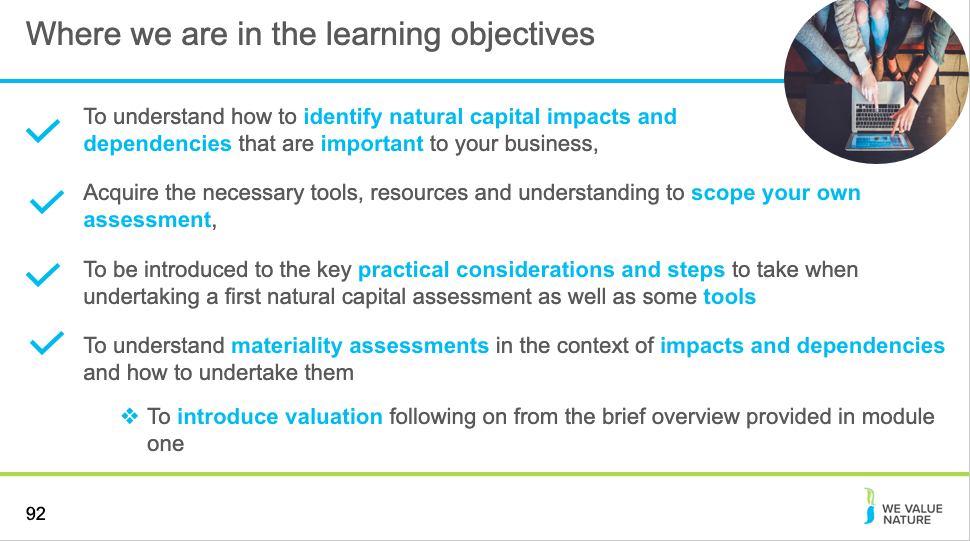 Where we are in the learning objectives
To understand how to identify natural capital impacts and
dependencies that are important to your business,
Acquire the necessary tools, resources and understanding to scope your own
assessment,
To be introduced to the key practical considerations and steps to take when
undertaking a first natural capital assessment as well as some tools
To understand materiality assessments in the context of impacts and dependencies
and how to undertake them
To introduce valuation following on from the brief overview provided in module
one
92
WE VALUE
NATURE